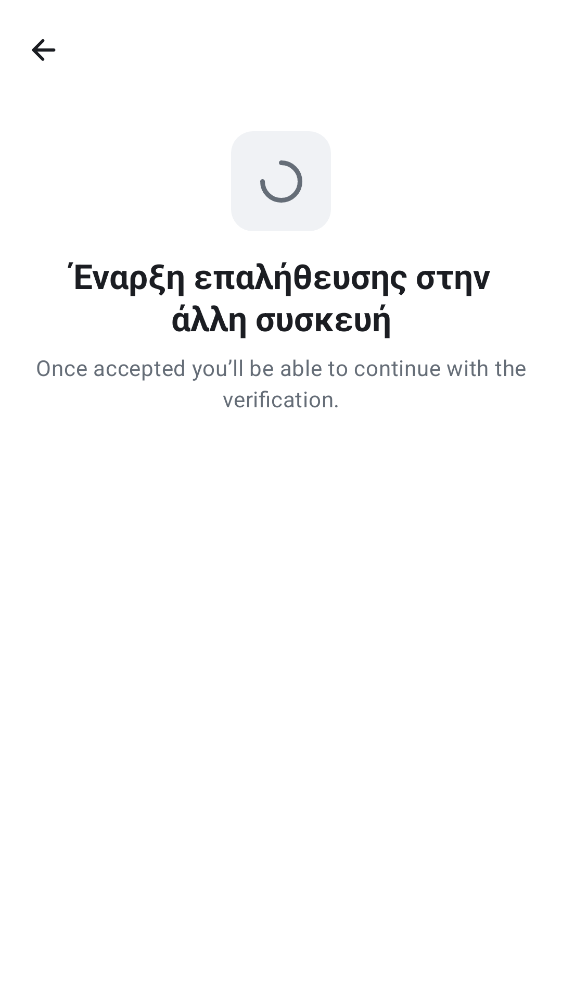 Έναρξη επαλήθευσης στην
άλλη συσκευή
Once accepted you’ll be able to continue with the
verification.